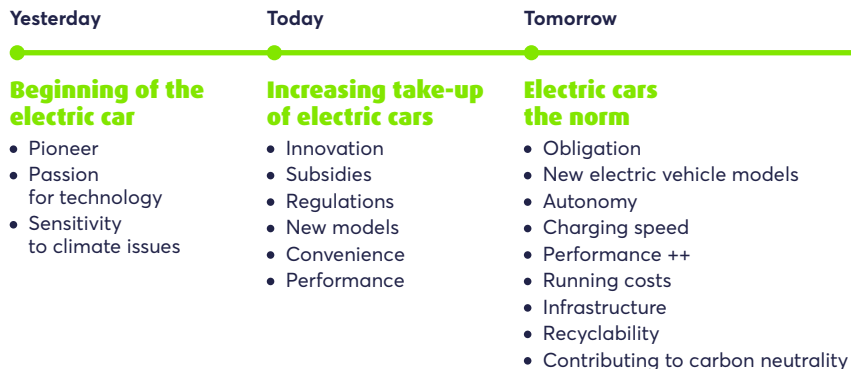 Yesterday
Today
Tomorrow
Beginning of the
electric car
• Pioneer
• Passion
for technology
• Sensitivity
to climate issues
Increasing take-up
of electric cars
• Innovation
• Subsidies
• Regulations
• New models
• Convenience
• Performance
Electric cars
the norm
• Obligation
• New electric vehicle models
• Autonomy
• Charging speed
• Performance ++
• Running costs
• Infrastructure
• Recyclability
• Contributing to carbon neutrality